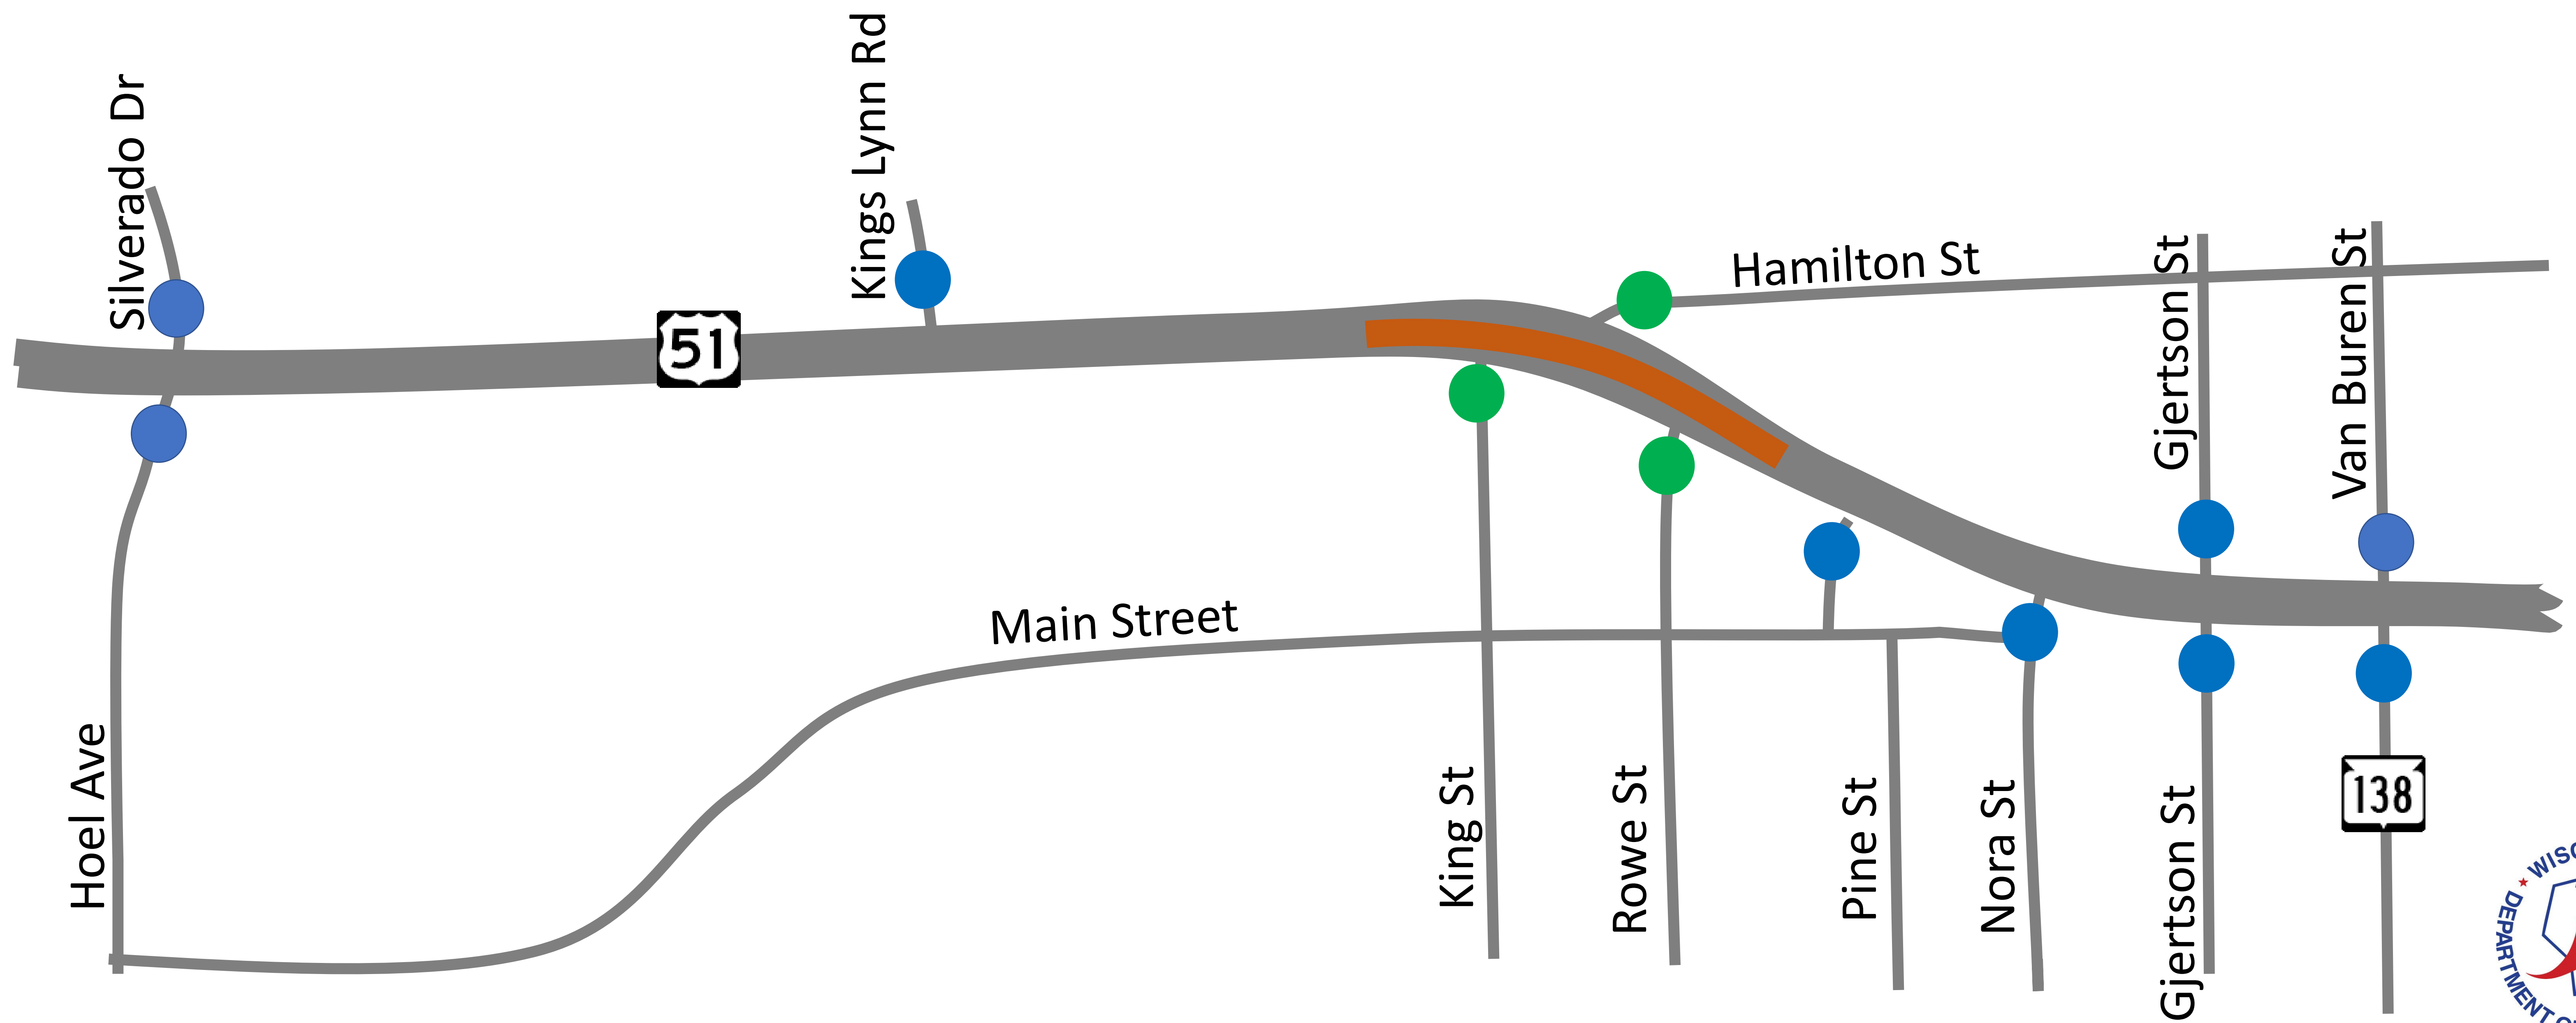 Silverado Dr
Kings Lynn Rd
51
Hamilton St
Gjertson St
Van Buren St
Main Street
Hoel Ave
King St
Rowe St
Pine St
Nora St
Gjertson St
138
DEPARTMENT